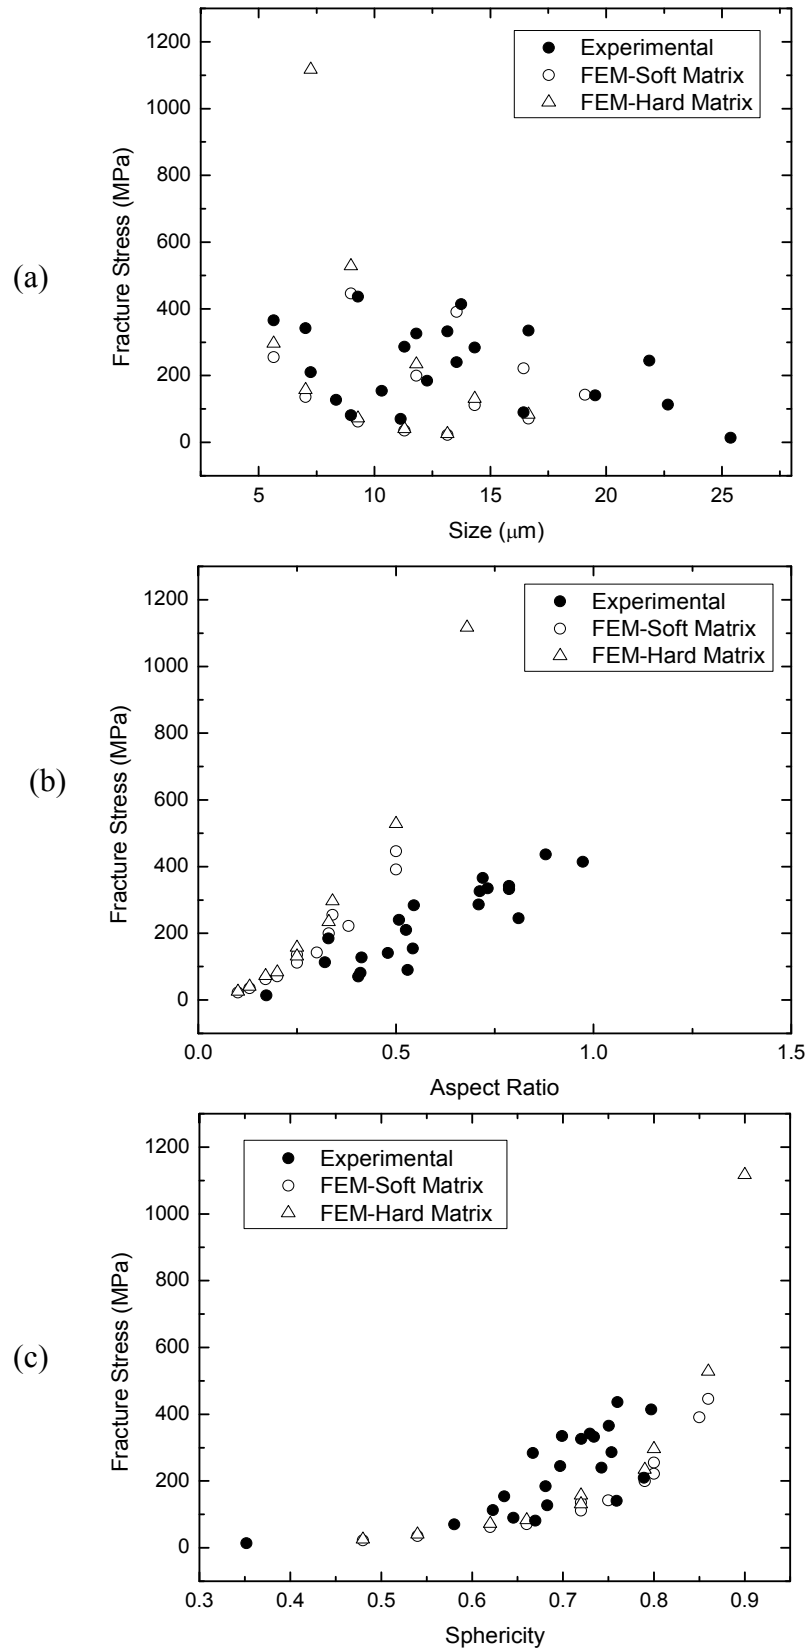 (a)
1200
1000
800
600
400
200
0
Fracture Stress (MPa)
Experimental
FEM-Soft Matrix
FEM-Hard Matrix
5 10 15 20 25
Size (μm)
(b)
1200
1000
800
600
400
200
0
Fracture Stress (MPa)
Experimental
FEM-Soft Matrix
FEM-Hard Matrix
0.0 0.5 1.0 1.5
Aspect Ratio
(c)
1200
1000
800
600
400
200
0
Fracture Stress (MPa)
Experimental
FEM-Soft Matrix
FEM-Hard Matrix
0.3 0.4 0.5 0.6 0.7 0.8 0.9
Sphericity